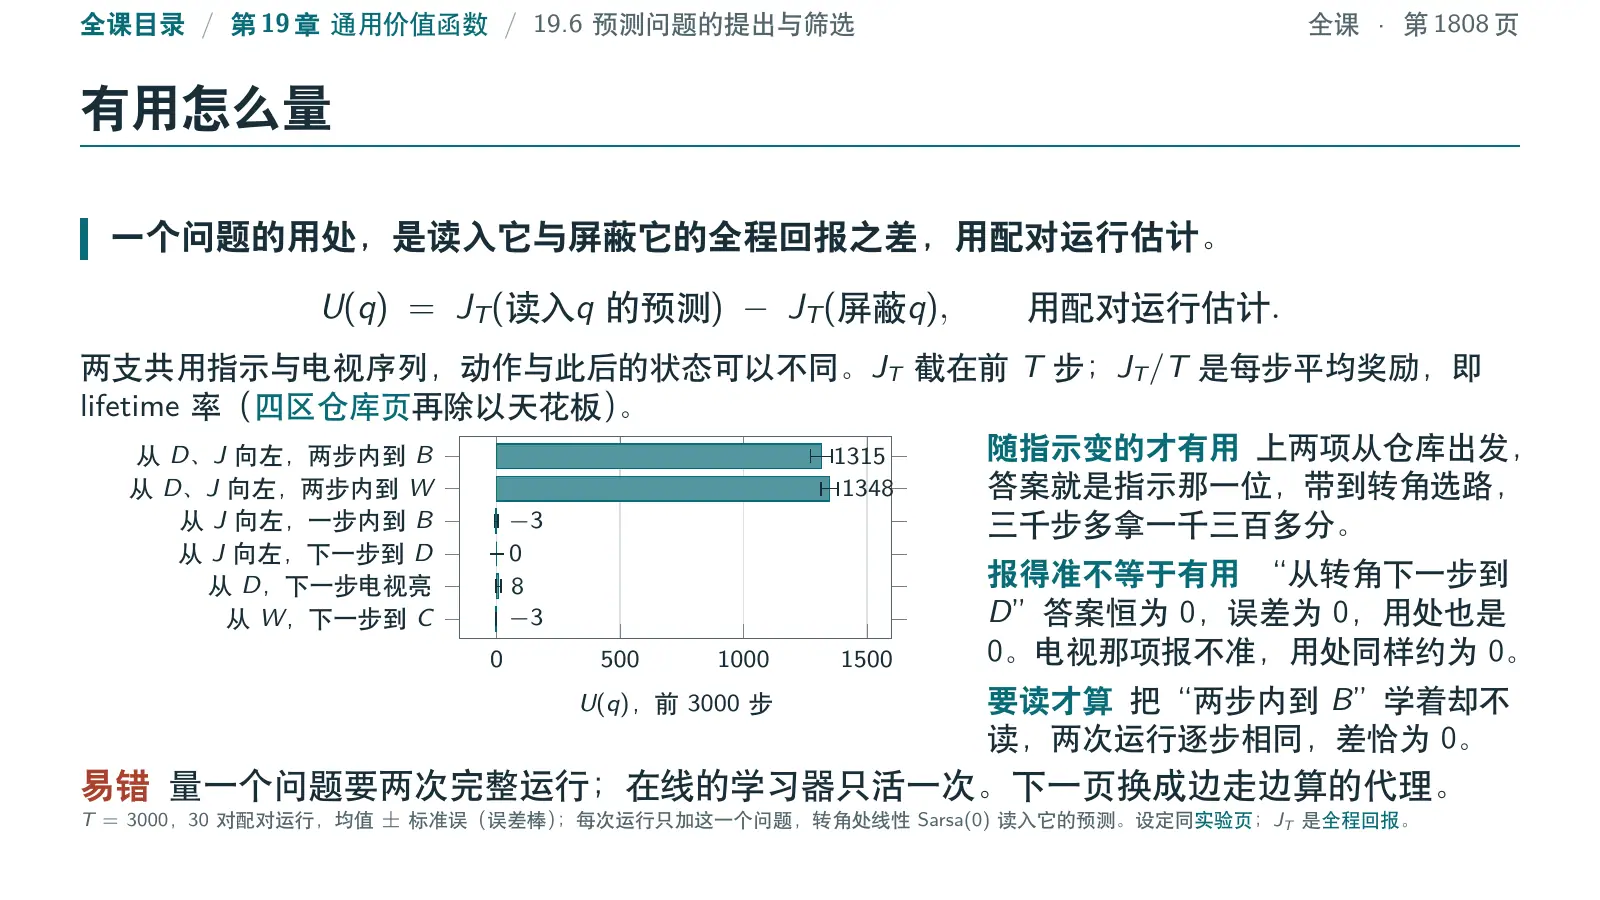 全课目录 / 第19章 通用价值函数 / 19.6 预测问题的提出与筛选
全课 · 第1808页
有用怎么量
一个问题的用处，是读入它与屏蔽它的全程回报之差，用配对运行估计。
U(q) = J_T(读入q 的预测) − J_T(屏蔽q), 用配对运行估计.
两支共用指示与电视序列，动作与此后的状态可以不同。J_T 截在前 T 步；J_T/T 是每步平均奖励，即
lifetime 率（四区仓库页再除以天花板）。
从 D、J 向左，两步内到 B
1315
从 D、J 向左，两步内到 W
1348
从 J 向左，一步内到 B
−3
从 J 向左，下一步到 D
0
从 D，下一步电视亮
8
从 W，下一步到 C
−3
0 500 1000 1500
U(q)，前 3000 步
随指示变的才有用 上两项从仓库出发，
答案就是指示那一位，带到转角选路，
三千步多拿一千三百多分。
报得准不等于有用 “从转角下一步到
D” 答案恒为 0，误差为 0，用处也是
0。电视那项报不准，用处同样约为 0。
要读才算 把 “两步内到 B” 学着却不
读，两次运行逐步相同，差恰为 0。
易错 量一个问题要两次完整运行；在线的学习器只活一次。下一页换成边走边算的代理。
T = 3000，30 对配对运行，均值 ± 标准误（误差棒）；每次运行只加这一个问题，转角处线性 Sarsa(0) 读入它的预测。设定同实验页；J_T 是全程回报。